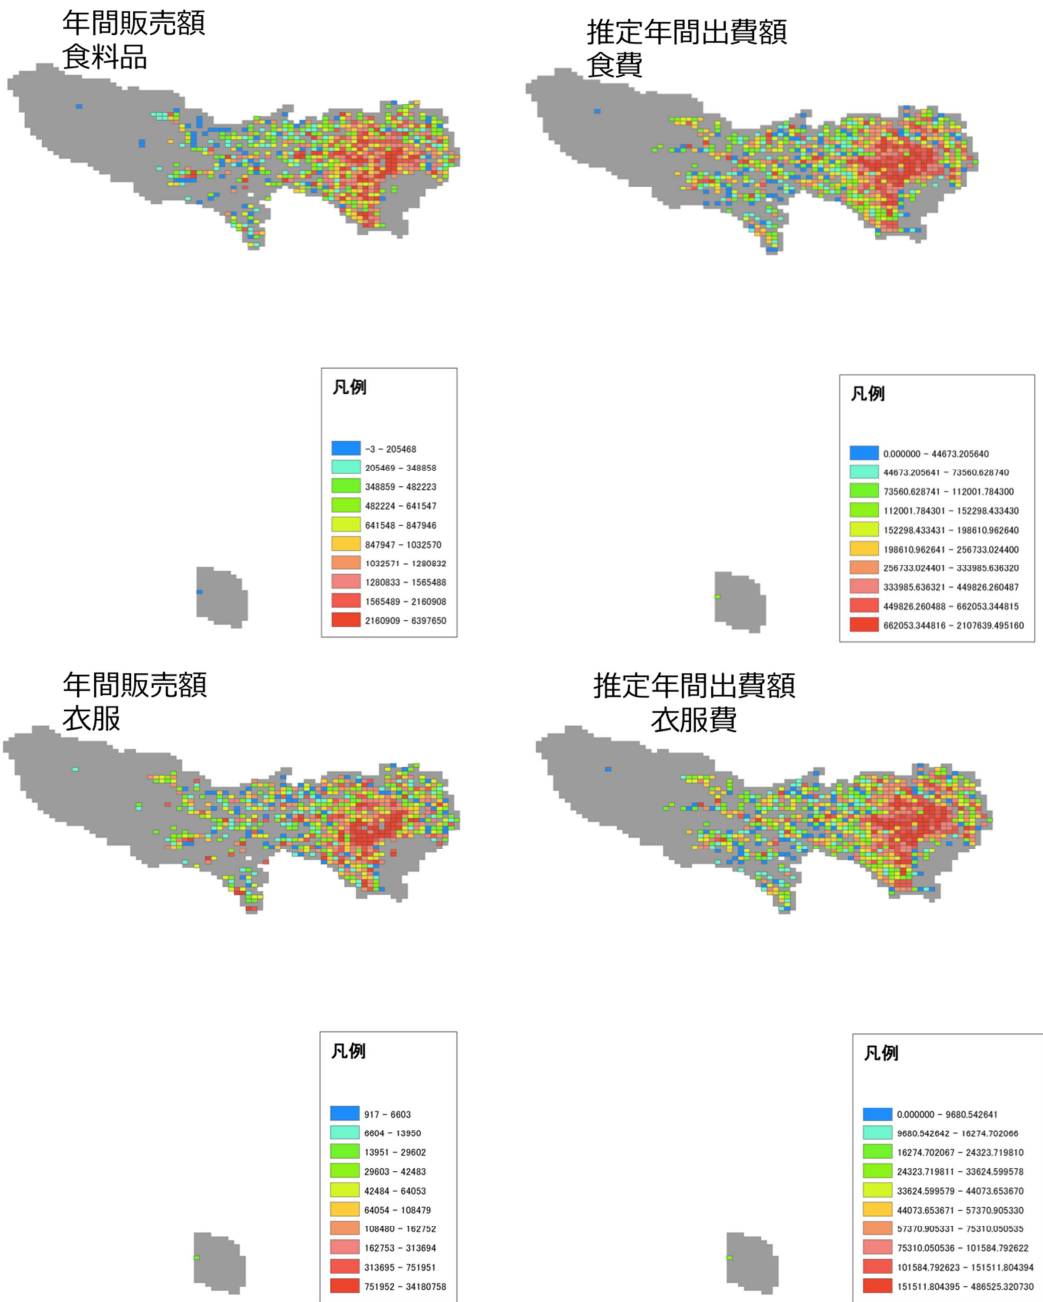 年間販売額
食料品
推定年間出費額
食費
凡例
-3 - 205468
205469 - 348858
348859 - 482223
482224 - 641547
641548 - 847946
847947 - 1032570
1032571 - 1280832
1280833 - 1565488
1565489 - 2160908
2160909 - 6397650
凡例
0.000000 - 44673.205640
44673.205641 - 73560.628740
73560.628741 - 112001.784300
112001.784301 - 152298.433430
152298.433431 - 198610.962640
198610.962641 - 256733.024400
256733.024401 - 333985.636320
333985.636321 - 449826.260487
449826.260488 - 662053.344815
662053.344816 - 2107639.495160
年間販売額
衣服
推定年間出費額
衣服費
凡例
917 - 6603
6604 - 13950
13951 - 29602
29603 - 42483
42484 - 64053
64054 - 108479
108480 - 162752
162753 - 313694
313695 - 751951
751952 - 34180758
凡例
0.000000 - 9680.542641
9680.542642 - 16274.702066
16274.702067 - 24323.719810
24323.719811 - 33624.599578
33624.599579 - 44073.653670
44073.653671 - 57370.905330
57370.905331 - 75310.050535
75310.050536 - 101584.792622
101584.792623 - 151511.804394
151511.804395 - 486525.320730